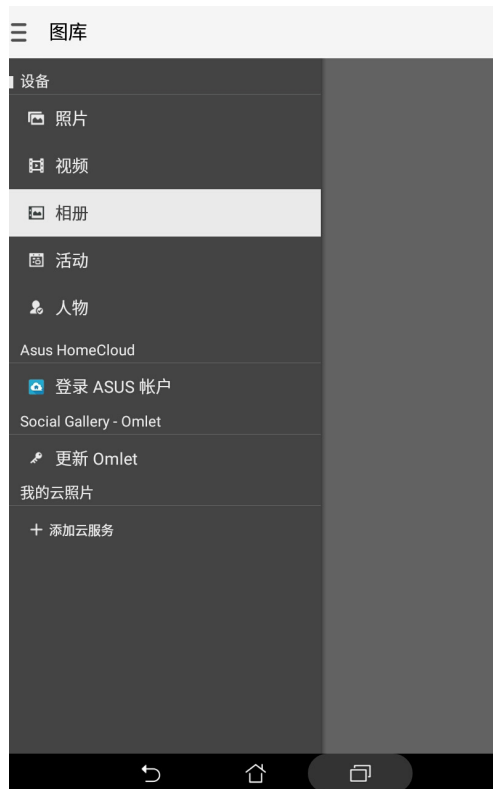 图库
设备
照片
视频
相册
活动
人物
Asus HomeCloud
登录 ASUS 帐户
Social Gallery - Omlet
更新 Omlet
我的云照片
添加云服务